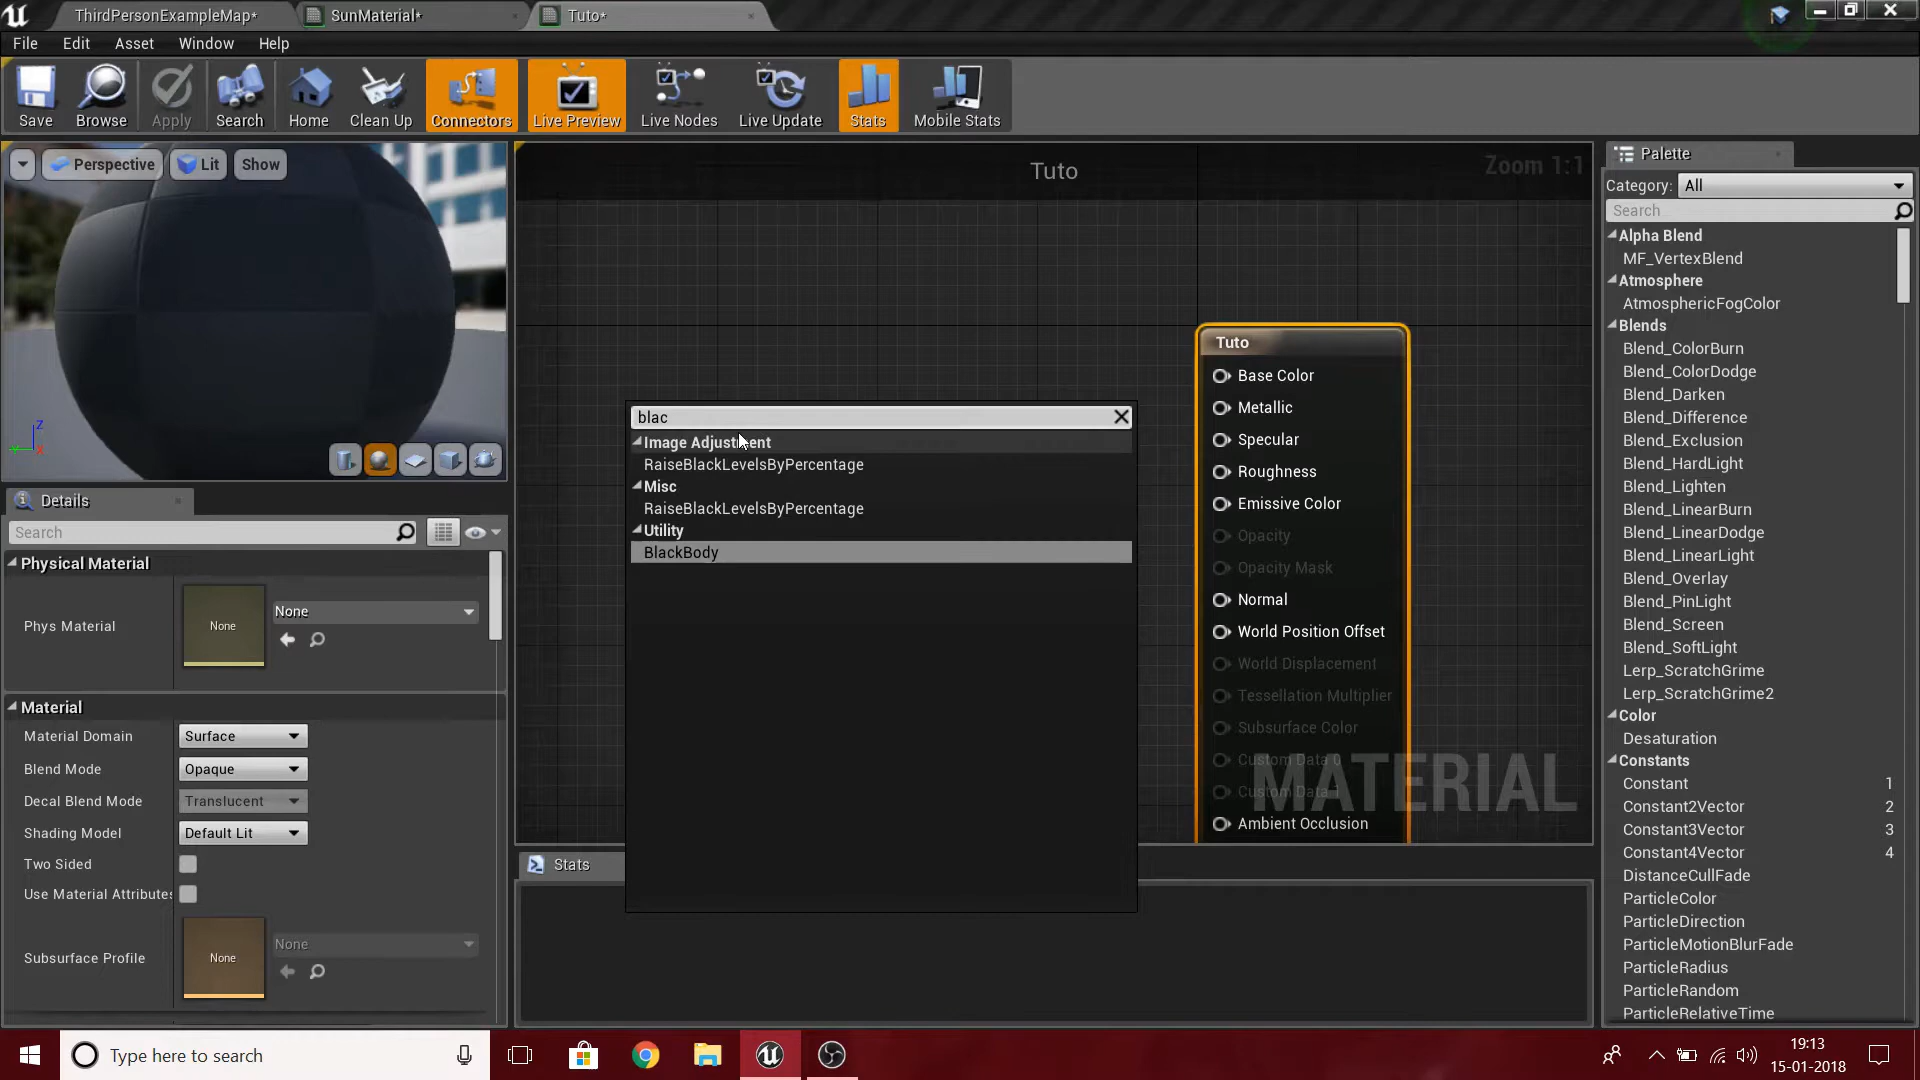 ThirdPersonExampleMap*
SunMaterial*
Tuto*
File Edit Asset Window Help
Save Browse Apply Search Home Clean Up Connectors Live Preview Live Nodes Live Update Stats Mobile Stats
Perspective Lit Show
Z
Y
X
Details
Search
Physical Material
Phys Material
None
None
Material
Material Domain Surface
Blend Mode Opaque
Decal Blend Mode Translucent
Shading Model Default Lit
Two Sided
Use Material Attributes
Subsurface Profile
None
None
Tuto
Zoom 1:1
blac
Image Adjustment
RaiseBlackLevelsByPercentage
Misc
RaiseBlackLevelsByPercentage
Utility
BlackBody
Tuto
Base Color
Metallic
Specular
Roughness
Emissive Color
Opacity
Opacity Mask
Normal
World Position Offset
World Displacement
Tessellation Multiplier
Subsurface Color
Custom Data 0
Custom Data 1
Ambient Occlusion
MATERIAL
Stats
Palette
Category: All
Search
Alpha Blend
MF_VertexBlend
Atmosphere
AtmosphericFogColor
Blends
Blend_ColorBurn
Blend_ColorDodge
Blend_Darken
Blend_Difference
Blend_Exclusion
Blend_HardLight
Blend_Lighten
Blend_LinearBurn
Blend_LinearDodge
Blend_LinearLight
Blend_Overlay
Blend_PinLight
Blend_Screen
Blend_SoftLight
Lerp_ScratchGrime
Lerp_ScratchGrime2
Color
Desaturation
Constants
Constant 1
Constant2Vector 2
Constant3Vector 3
Constant4Vector 4
DistanceCullFade
ParticleColor
ParticleDirection
ParticleMotionBlurFade
ParticleRadius
ParticleRandom
ParticleRelativeTime
Type here to search
19:13
15-01-2018